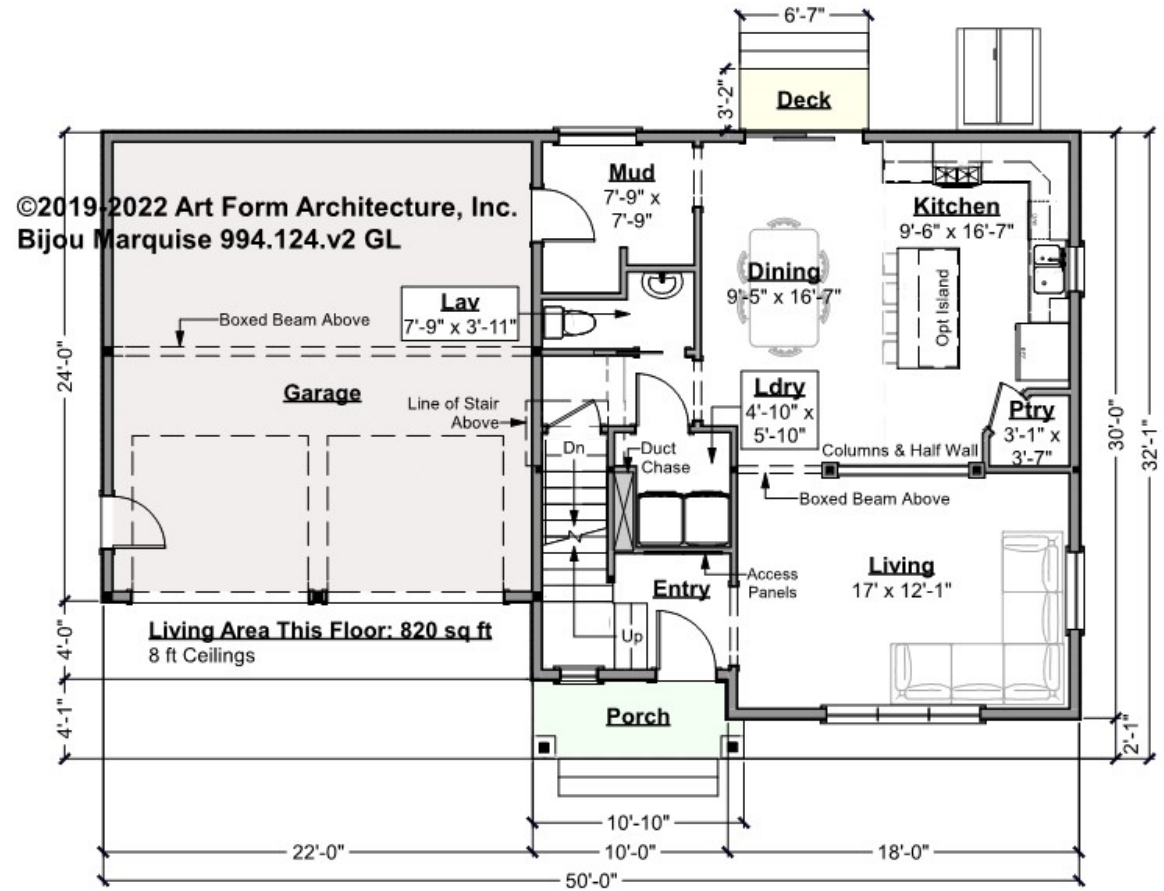 6'-7"
3'-2"
Deck
Mud
7'-9" x
7'-9"
©2019-2022 Art Form Architecture, Inc.
Bijou Marquise 994.124.v2 GL
Kitchen
9'-6" x 16'-7"
Dining
9'-5" x 16'-7"
Opt Island
Lav
7'-9" x 3'-11"
Boxed Beam Above
24'-0"
Garage
Line of Stair
Above
Ldry
4'-10" x
5'-10"
Ptry
3'-1" x
3'-7"
30'-0"
32'-1"
Dn
Duct
Chase
Columns & Half Wall
Boxed Beam Above
Living
17' x 12'-1"
Access
Panels
Entry
Up
Living Area This Floor: 820 sq ft
8 ft Ceilings
4'-0"
4'-1"
Porch
2'-1"
10'-10"
22'-0"
10'-0"
18'-0"
50'-0"